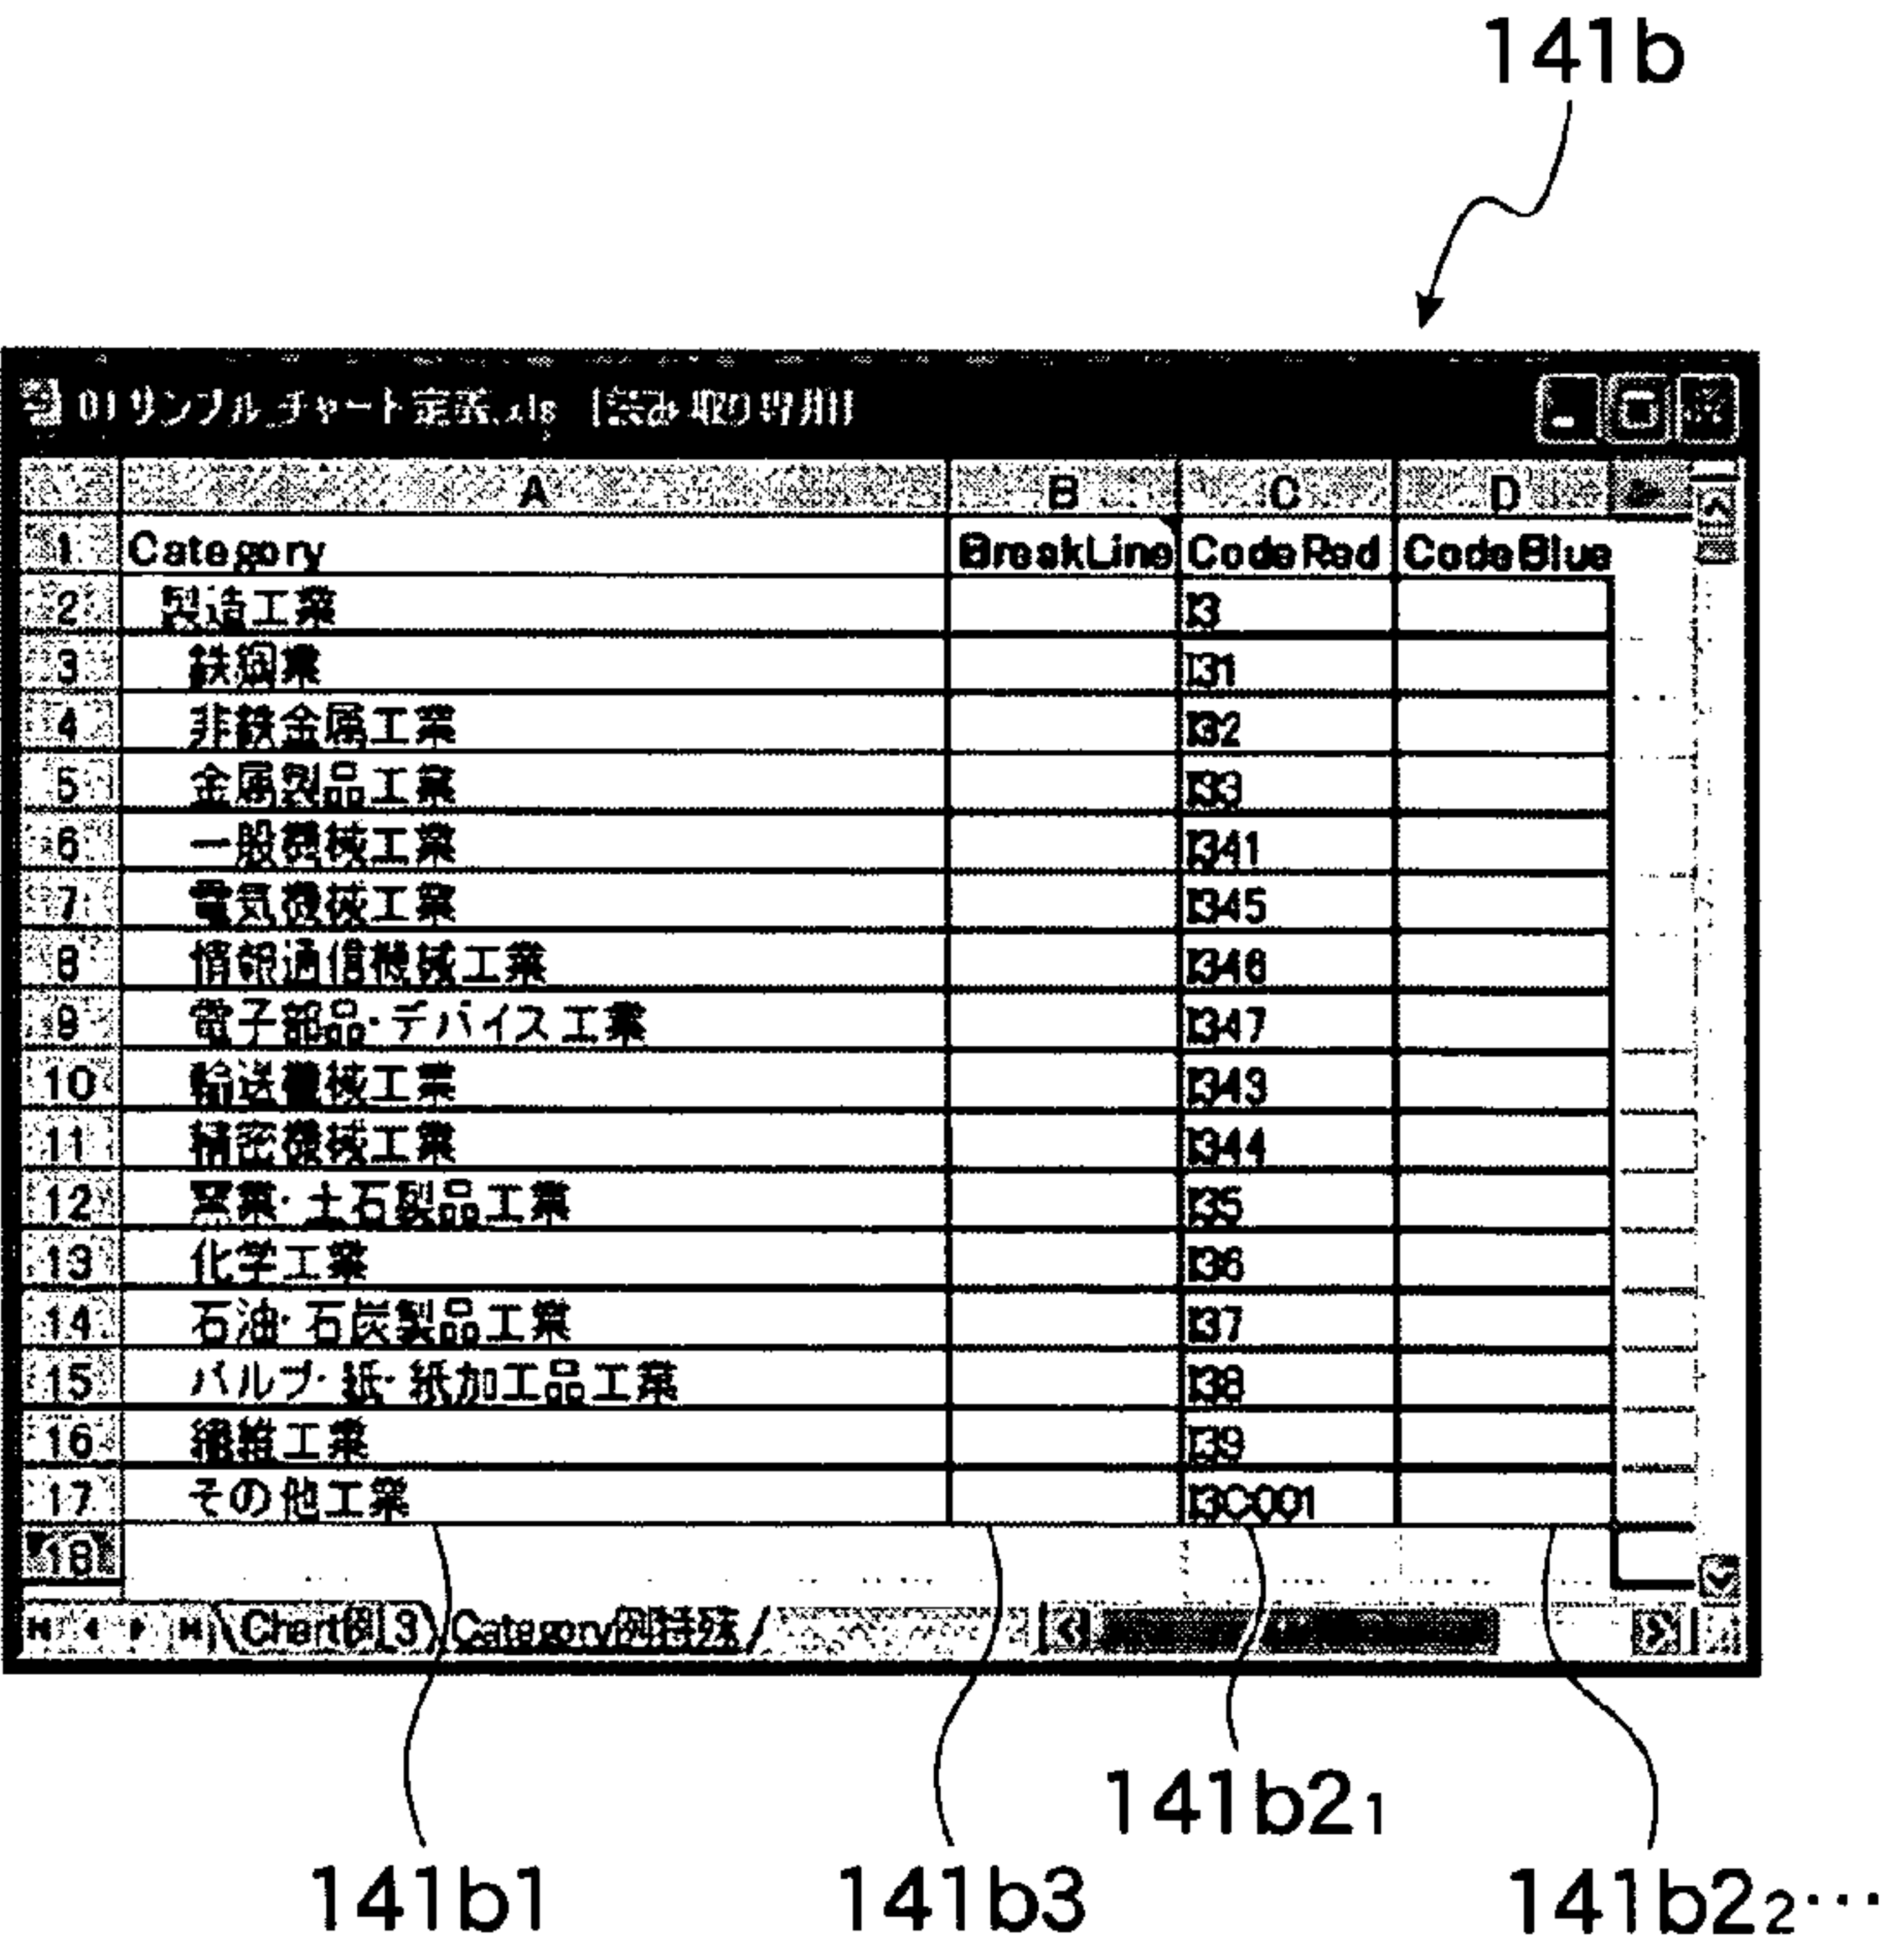 141b
01サンプル_チャート定義.xls [読み取り専用]
A B C D
1 Category BreakLine CodeRed CodeBlue
2 製造工業 I3
3 鉄鋼業 I31
4 非鉄金属工業 I32
5 金属製品工業 I33
6 一般機械工業 I341
7 電気機械工業 I345
8 情報通信機械工業 I346
9 電子部品・デバイス工業 I347
10 輸送機械工業 I343
11 精密機械工業 I344
12 窯業・土石製品工業 I35
13 化学工業 I36
14 石油・石炭製品工業 I37
15 パルプ・紙・紙加工品工業 I38
16 繊維工業 I39
17 その他工業 I3C001
18
Chart例_3 Category例特殊
141b2₁
141b1 141b3 141b2₂…